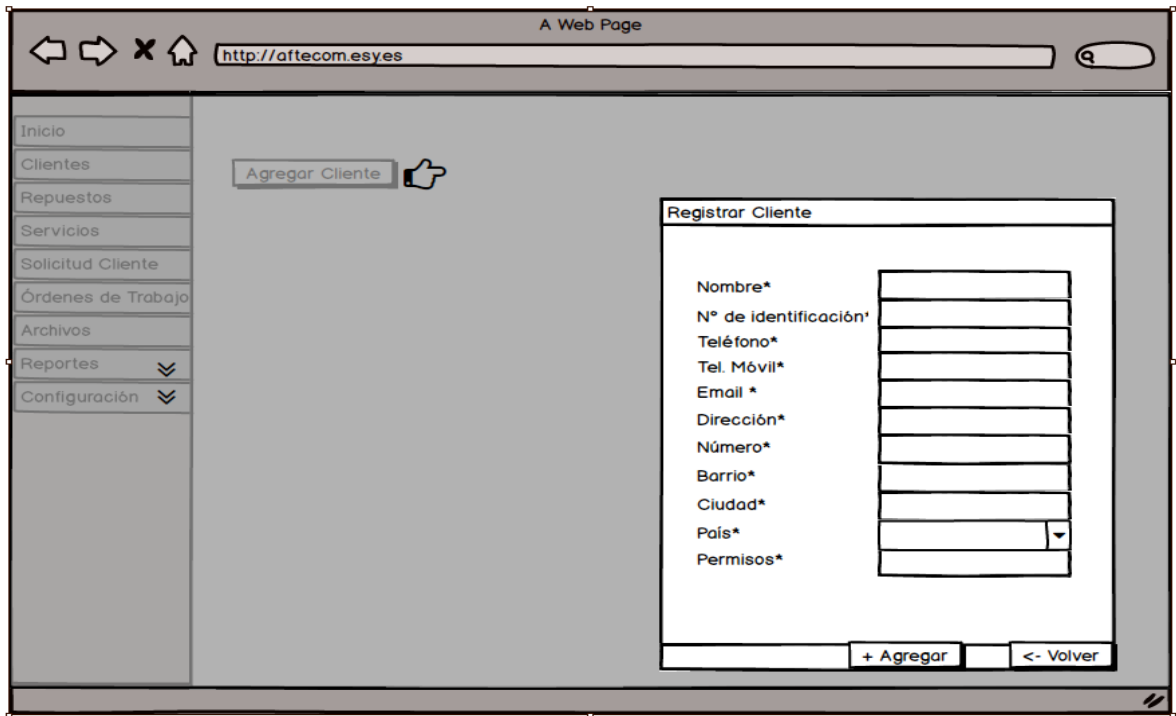 A Web Page
http://aftecom.esy.es
Inicio
Clientes
Repuestos
Servicios
Solicitud Cliente
Órdenes de Trabajo
Archivos
Reportes
Configuración
Agregar Cliente
Registrar Cliente
Nombre*
N° de identificación*
Teléfono*
Tel. Móvil*
Email *
Dirección*
Número*
Barrio*
Ciudad*
País*
Permisos*
+ Agregar
<- Volver